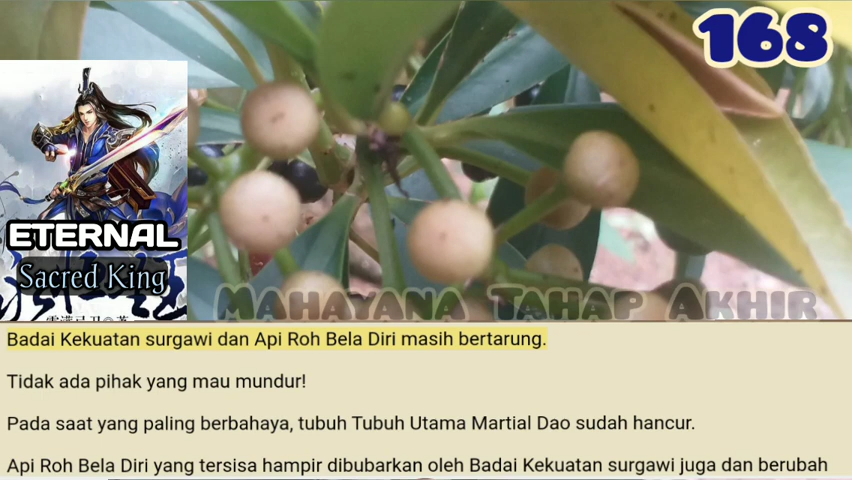 168
ETERNAL
Sacred King
MAHAYANA TAHAP AKHIR
Badai Kekuatan surgawi dan Api Roh Bela Diri masih bertarung.
Tidak ada pihak yang mau mundur!
Pada saat yang paling berbahaya, tubuh Tubuh Utama Martial Dao sudah hancur.
Api Roh Bela Diri yang tersisa hampir dibubarkan oleh Badai Kekuatan surgawi juga dan berubah